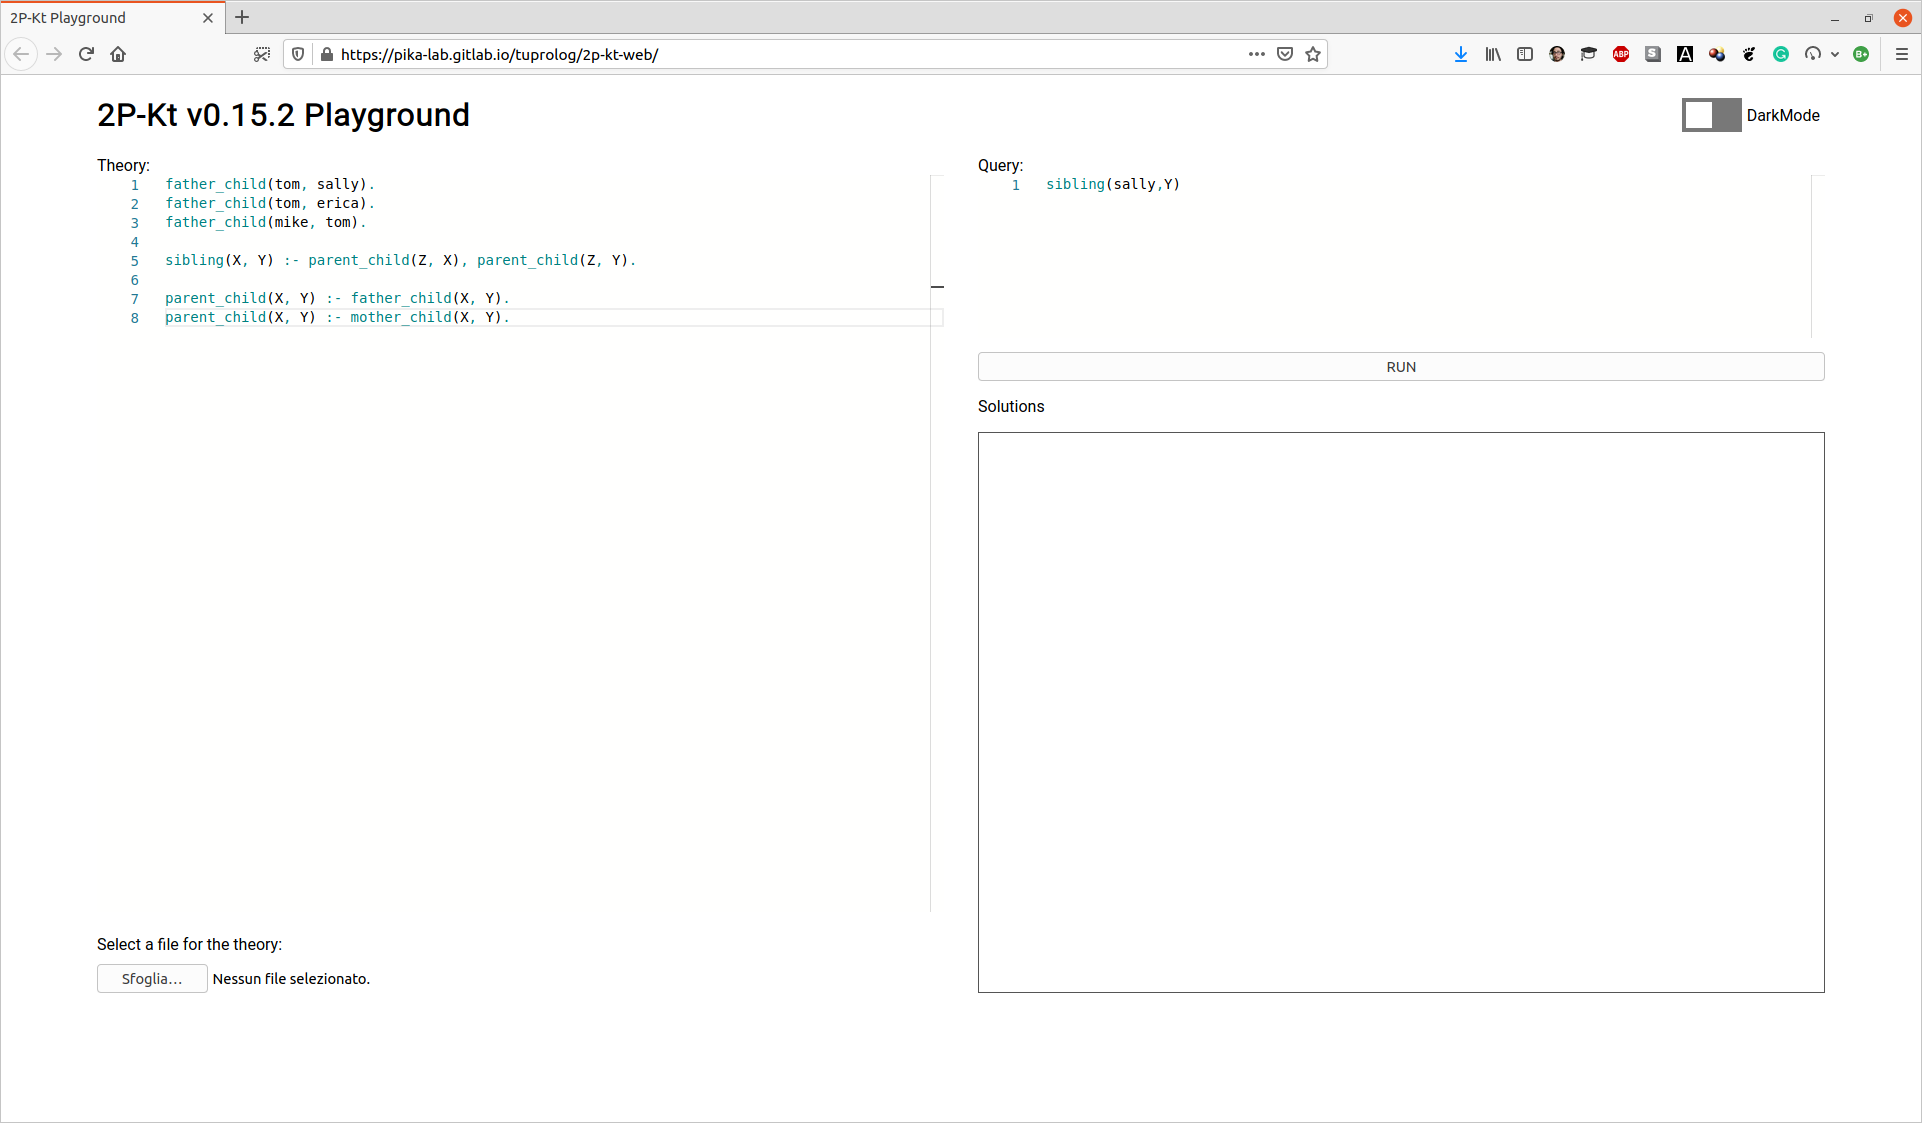 2P-Kt Playground
https://pika-lab.gitlab.io/tuprolog/2p-kt-web/
ABP
S
A
G
B+
2P-Kt v0.15.2 Playground
DarkMode
Theory:
1 father_child(tom, sally).
2 father_child(tom, erica).
3 father_child(mike, tom).
4
5 sibling(X, Y) :- parent_child(Z, X), parent_child(Z, Y).
6
7 parent_child(X, Y) :- father_child(X, Y).
8 parent_child(X, Y) :- mother_child(X, Y).
Select a file for the theory:
Sfoglia... Nessun file selezionato.
Query:
1 sibling(sally,Y)
RUN
Solutions